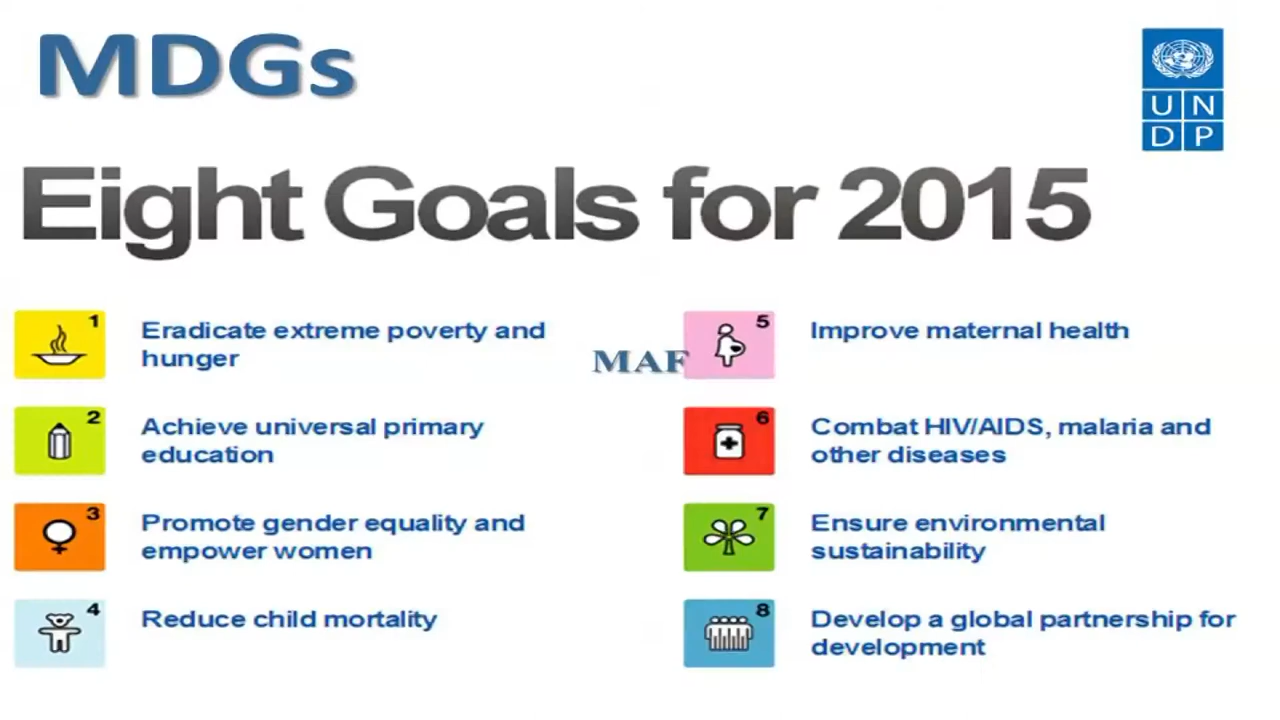 MDGs
UN
DP
Eight Goals for 2015
1
Eradicate extreme poverty and
hunger
2
Achieve universal primary
education
3
Promote gender equality and
empower women
4
Reduce child mortality
MAF
5
Improve maternal health
6
Combat HIV/AIDS, malaria and
other diseases
7
Ensure environmental
sustainability
8
Develop a global partnership for
development